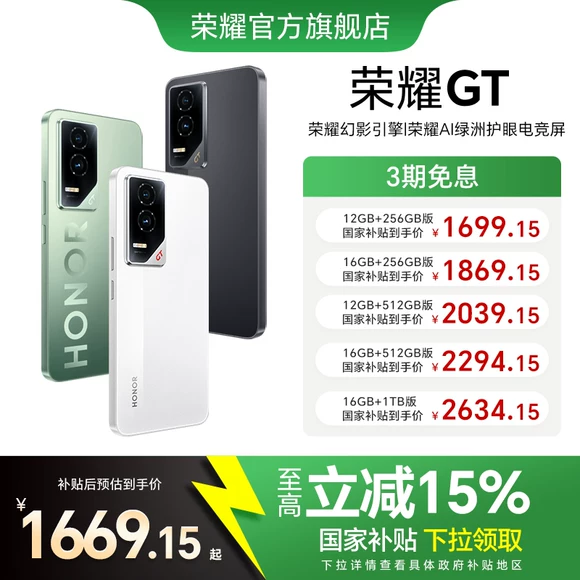 荣耀官方旗舰店
荣耀GT
荣耀幻影引擎|荣耀AI绿洲护眼电竞屏
3期免息
12GB+256GB版
国家补贴到手价 ¥1699.15
16GB+256GB版
国家补贴到手价 ¥1869.15
12GB+512GB版
国家补贴到手价 ¥2039.15
16GB+512GB版
国家补贴到手价 ¥2294.15
16GB+1TB版
国家补贴到手价 ¥2634.15
HONOR
GT
HONOR
GT
补贴后预估到手价
¥1669.15起
至高
立减15%
国家补贴 下拉领取
下拉详情查看具体政府补贴地区